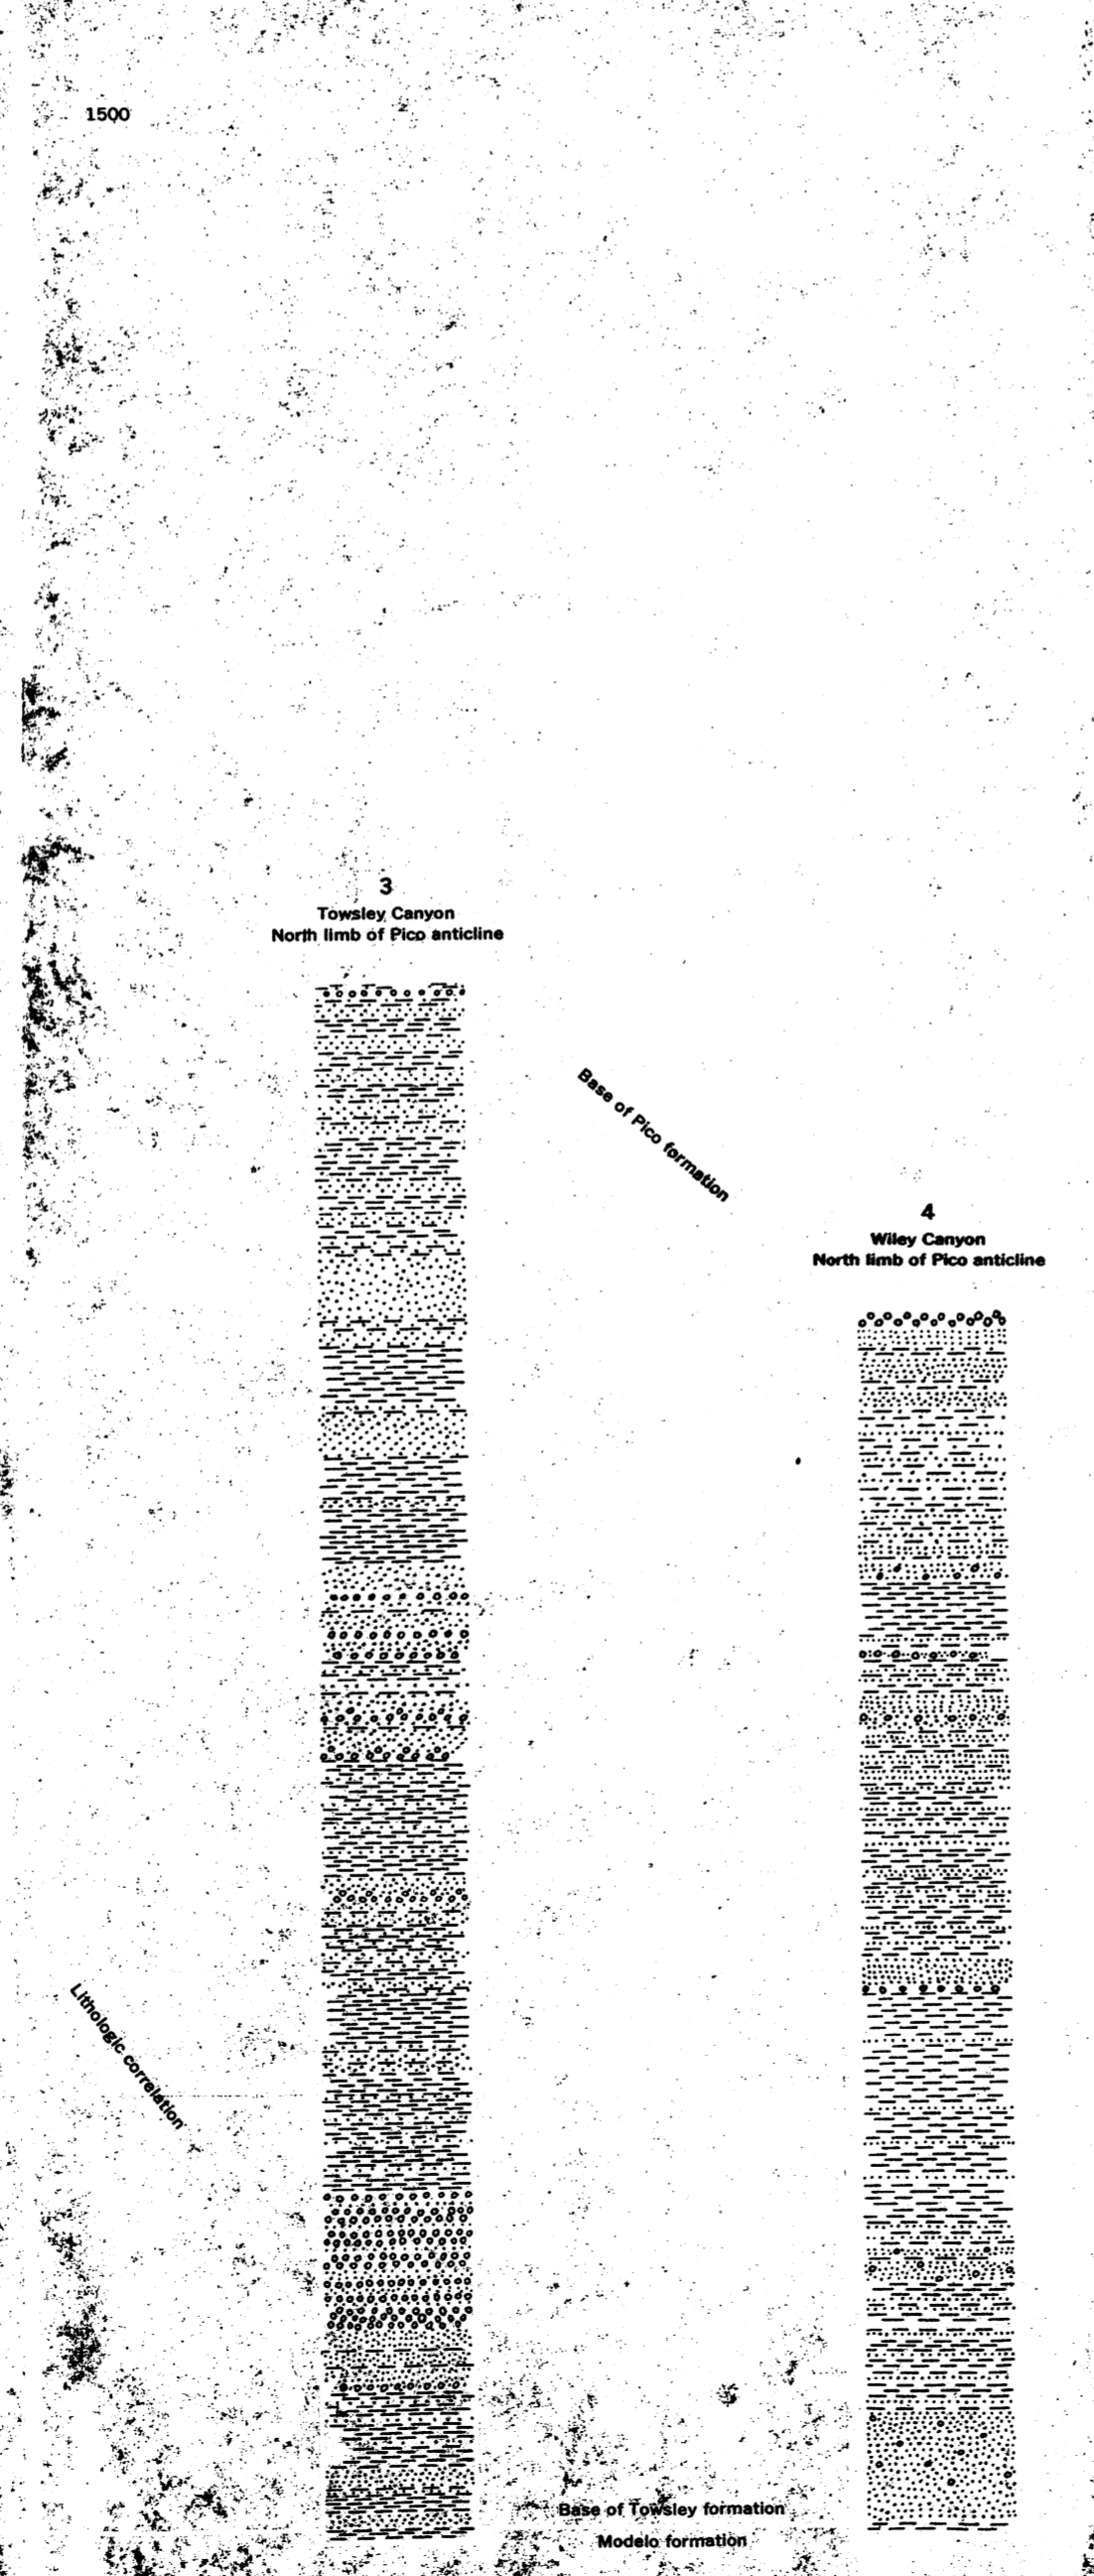 1500
3
Towsley Canyon
North limb of Pico anticline
Base of Pico formation
4
Wiley Canyon
North limb of Pico anticline
Lithologic correlation
Base of Towsley formation
Modelo formation